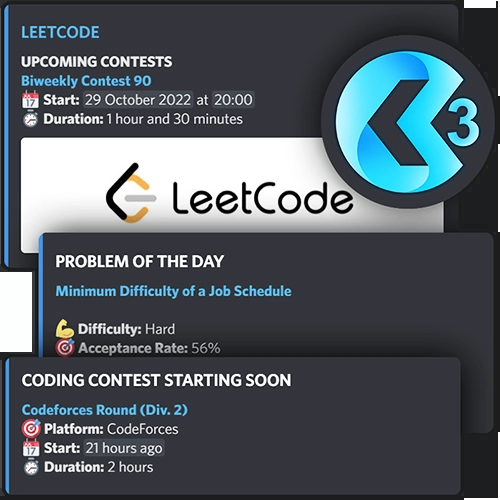 LEETCODE
UPCOMING CONTESTS
Biweekly Contest 90
Start: 29 October 2022 at 20:00
Duration: 1 hour and 30 minutes
3
LeetCode
PROBLEM OF THE DAY
Minimum Difficulty of a Job Schedule
Difficulty: Hard
Acceptance Rate: 56%
CODING CONTEST STARTING SOON
Codeforces Round (Div. 2)
Platform: CodeForces
Start: 21 hours ago
Duration: 2 hours